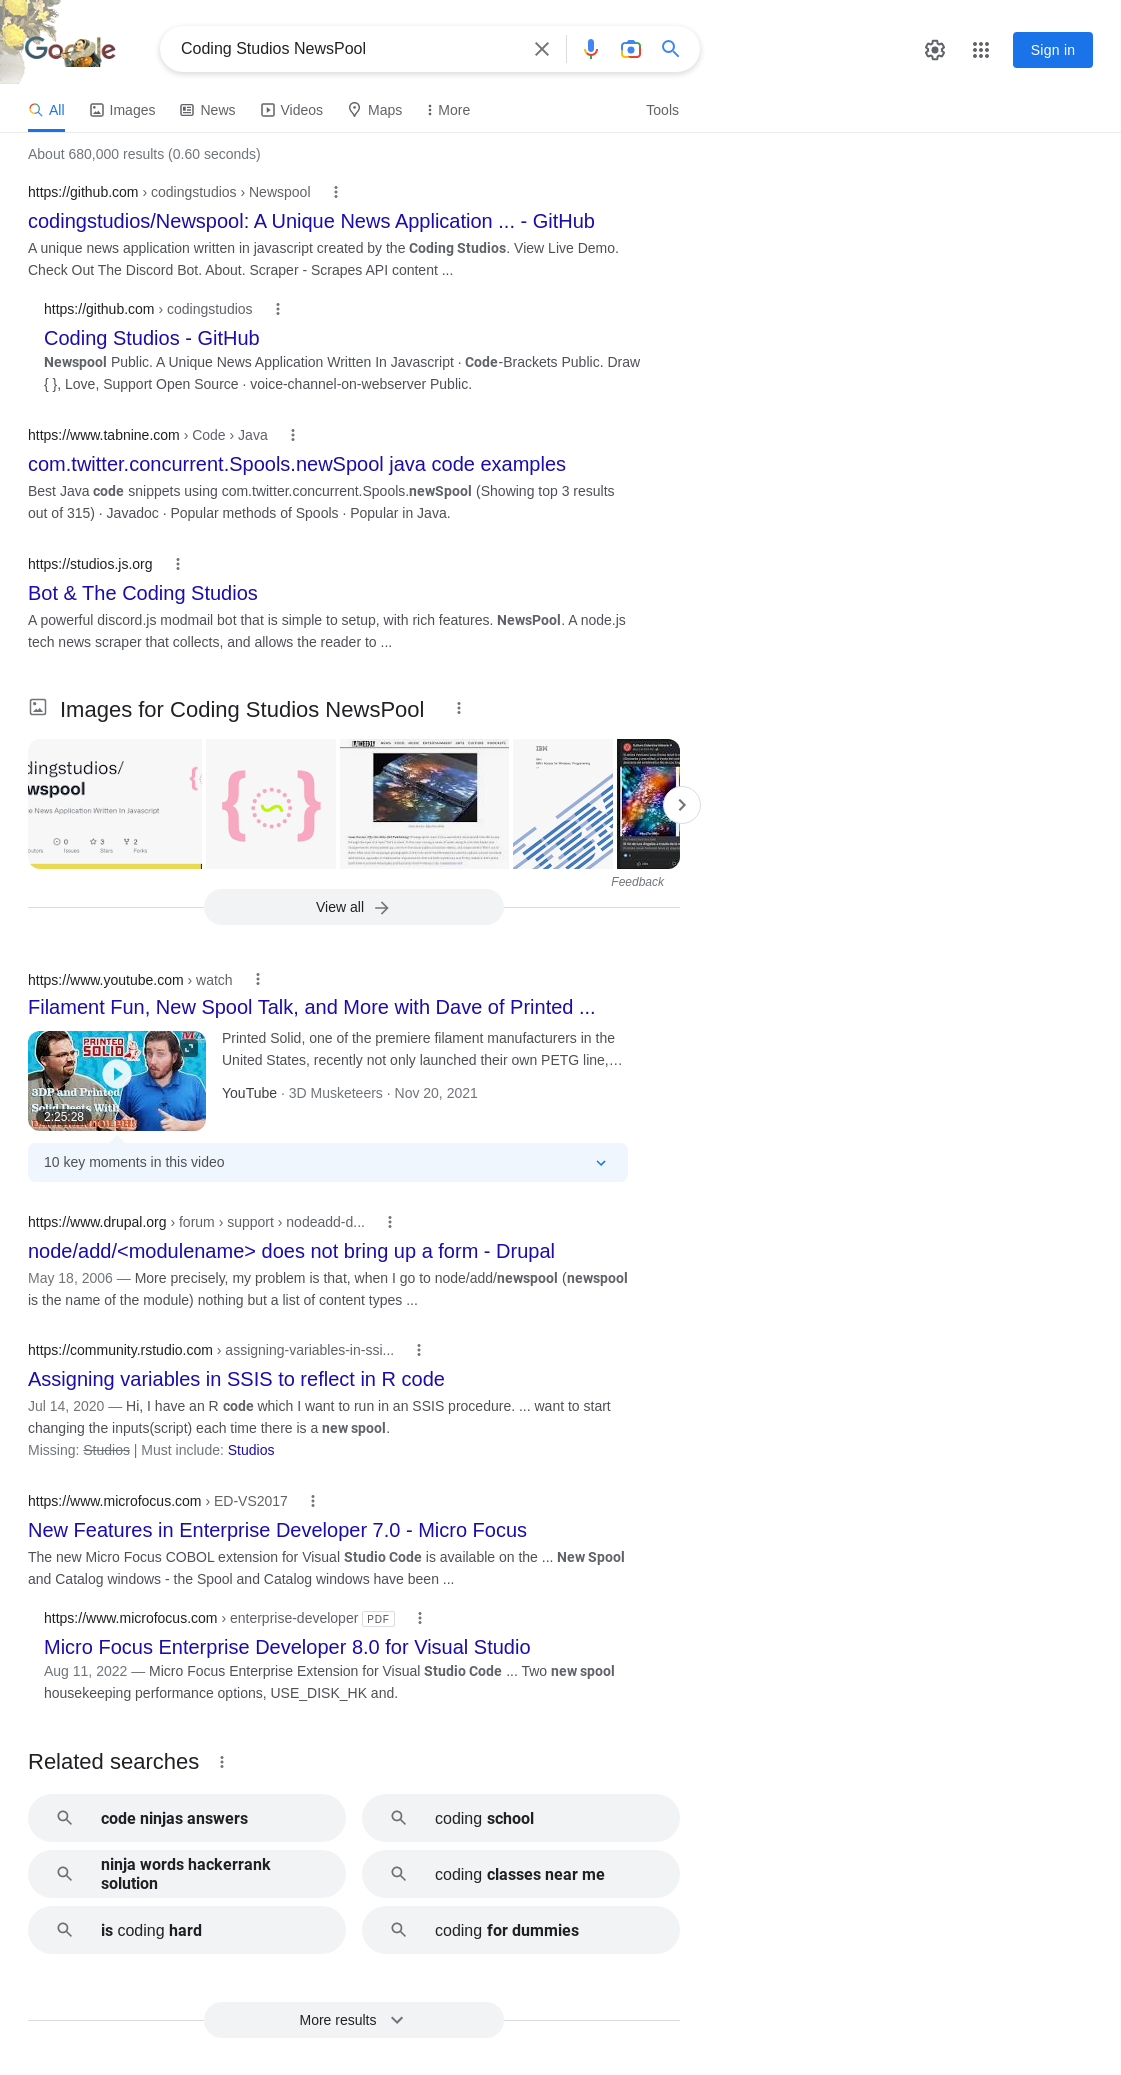 Google
Coding Studios NewsPool
Sign in
All Images News Videos Maps More Tools
About 680,000 results (0.60 seconds)
https://github.com › codingstudios › Newspool
codingstudios/Newspool: A Unique News Application ... - GitHub
A unique news application written in javascript created by the Coding Studios. View Live Demo.
Check Out The Discord Bot. About. Scraper - Scrapes API content ...
https://github.com › codingstudios
Coding Studios - GitHub
Newspool Public. A Unique News Application Written In Javascript · Code-Brackets Public. Draw
{ }, Love, Support Open Source · voice-channel-on-webserver Public.
https://www.tabnine.com › Code › Java
com.twitter.concurrent.Spools.newSpool java code examples
Best Java code snippets using com.twitter.concurrent.Spools.newSpool (Showing top 3 results
out of 315) · Javadoc · Popular methods of Spools · Popular in Java.
https://studios.js.org
Bot & The Coding Studios
A powerful discord.js modmail bot that is simple to setup, with rich features. NewsPool. A node.js
tech news scraper that collects, and allows the reader to ...
Images for Coding Studios NewsPool
dingstudios/
wspool
e News Application Written In Javascript
0 3 2
utors Issues Stars Forks
LA WEEKLY
IBM
Feedback
View all
https://www.youtube.com › watch
Filament Fun, New Spool Talk, and More with Dave of Printed ...
PRINTED
SOLID
3DP and Printed
Solid Deets With
2:25:28
Printed Solid, one of the premiere filament manufacturers in the
United States, recently not only launched their own PETG line,…
YouTube · 3D Musketeers · Nov 20, 2021
10 key moments in this video
https://www.drupal.org › forum › support › nodeadd-d...
node/add/<modulename> does not bring up a form - Drupal
May 18, 2006 — More precisely, my problem is that, when I go to node/add/newspool (newspool
is the name of the module) nothing but a list of content types ...
https://community.rstudio.com › assigning-variables-in-ssi...
Assigning variables in SSIS to reflect in R code
Jul 14, 2020 — Hi, I have an R code which I want to run in an SSIS procedure. ... want to start
changing the inputs(script) each time there is a new spool.
Missing: Studios | Must include: Studios
https://www.microfocus.com › ED-VS2017
New Features in Enterprise Developer 7.0 - Micro Focus
The new Micro Focus COBOL extension for Visual Studio Code is available on the ... New Spool
and Catalog windows - the Spool and Catalog windows have been ...
https://www.microfocus.com › enterprise-developer PDF
Micro Focus Enterprise Developer 8.0 for Visual Studio
Aug 11, 2022 — Micro Focus Enterprise Extension for Visual Studio Code ... Two new spool
housekeeping performance options, USE_DISK_HK and.
Related searches
code ninjas answers
coding school
ninja words hackerrank
solution
coding classes near me
is coding hard
coding for dummies
More results